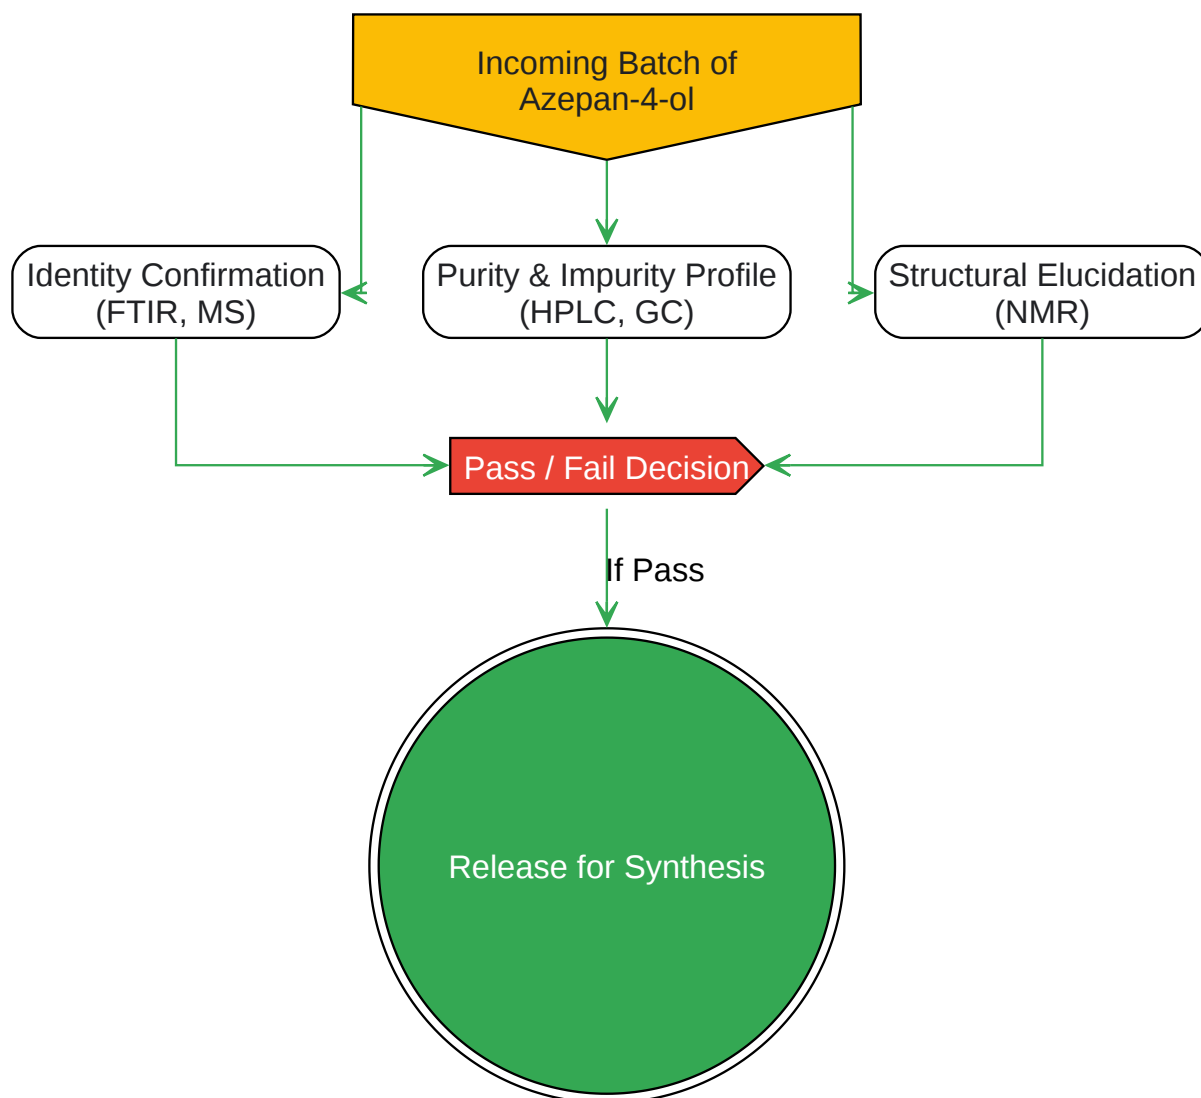 Incoming Batch of
Azepan-4-ol
Identity Confirmation
(FTIR, MS)
Purity & Impurity Profile
(HPLC, GC)
Structural Elucidation
(NMR)
Pass / Fail Decision
If Pass
Release for Synthesis